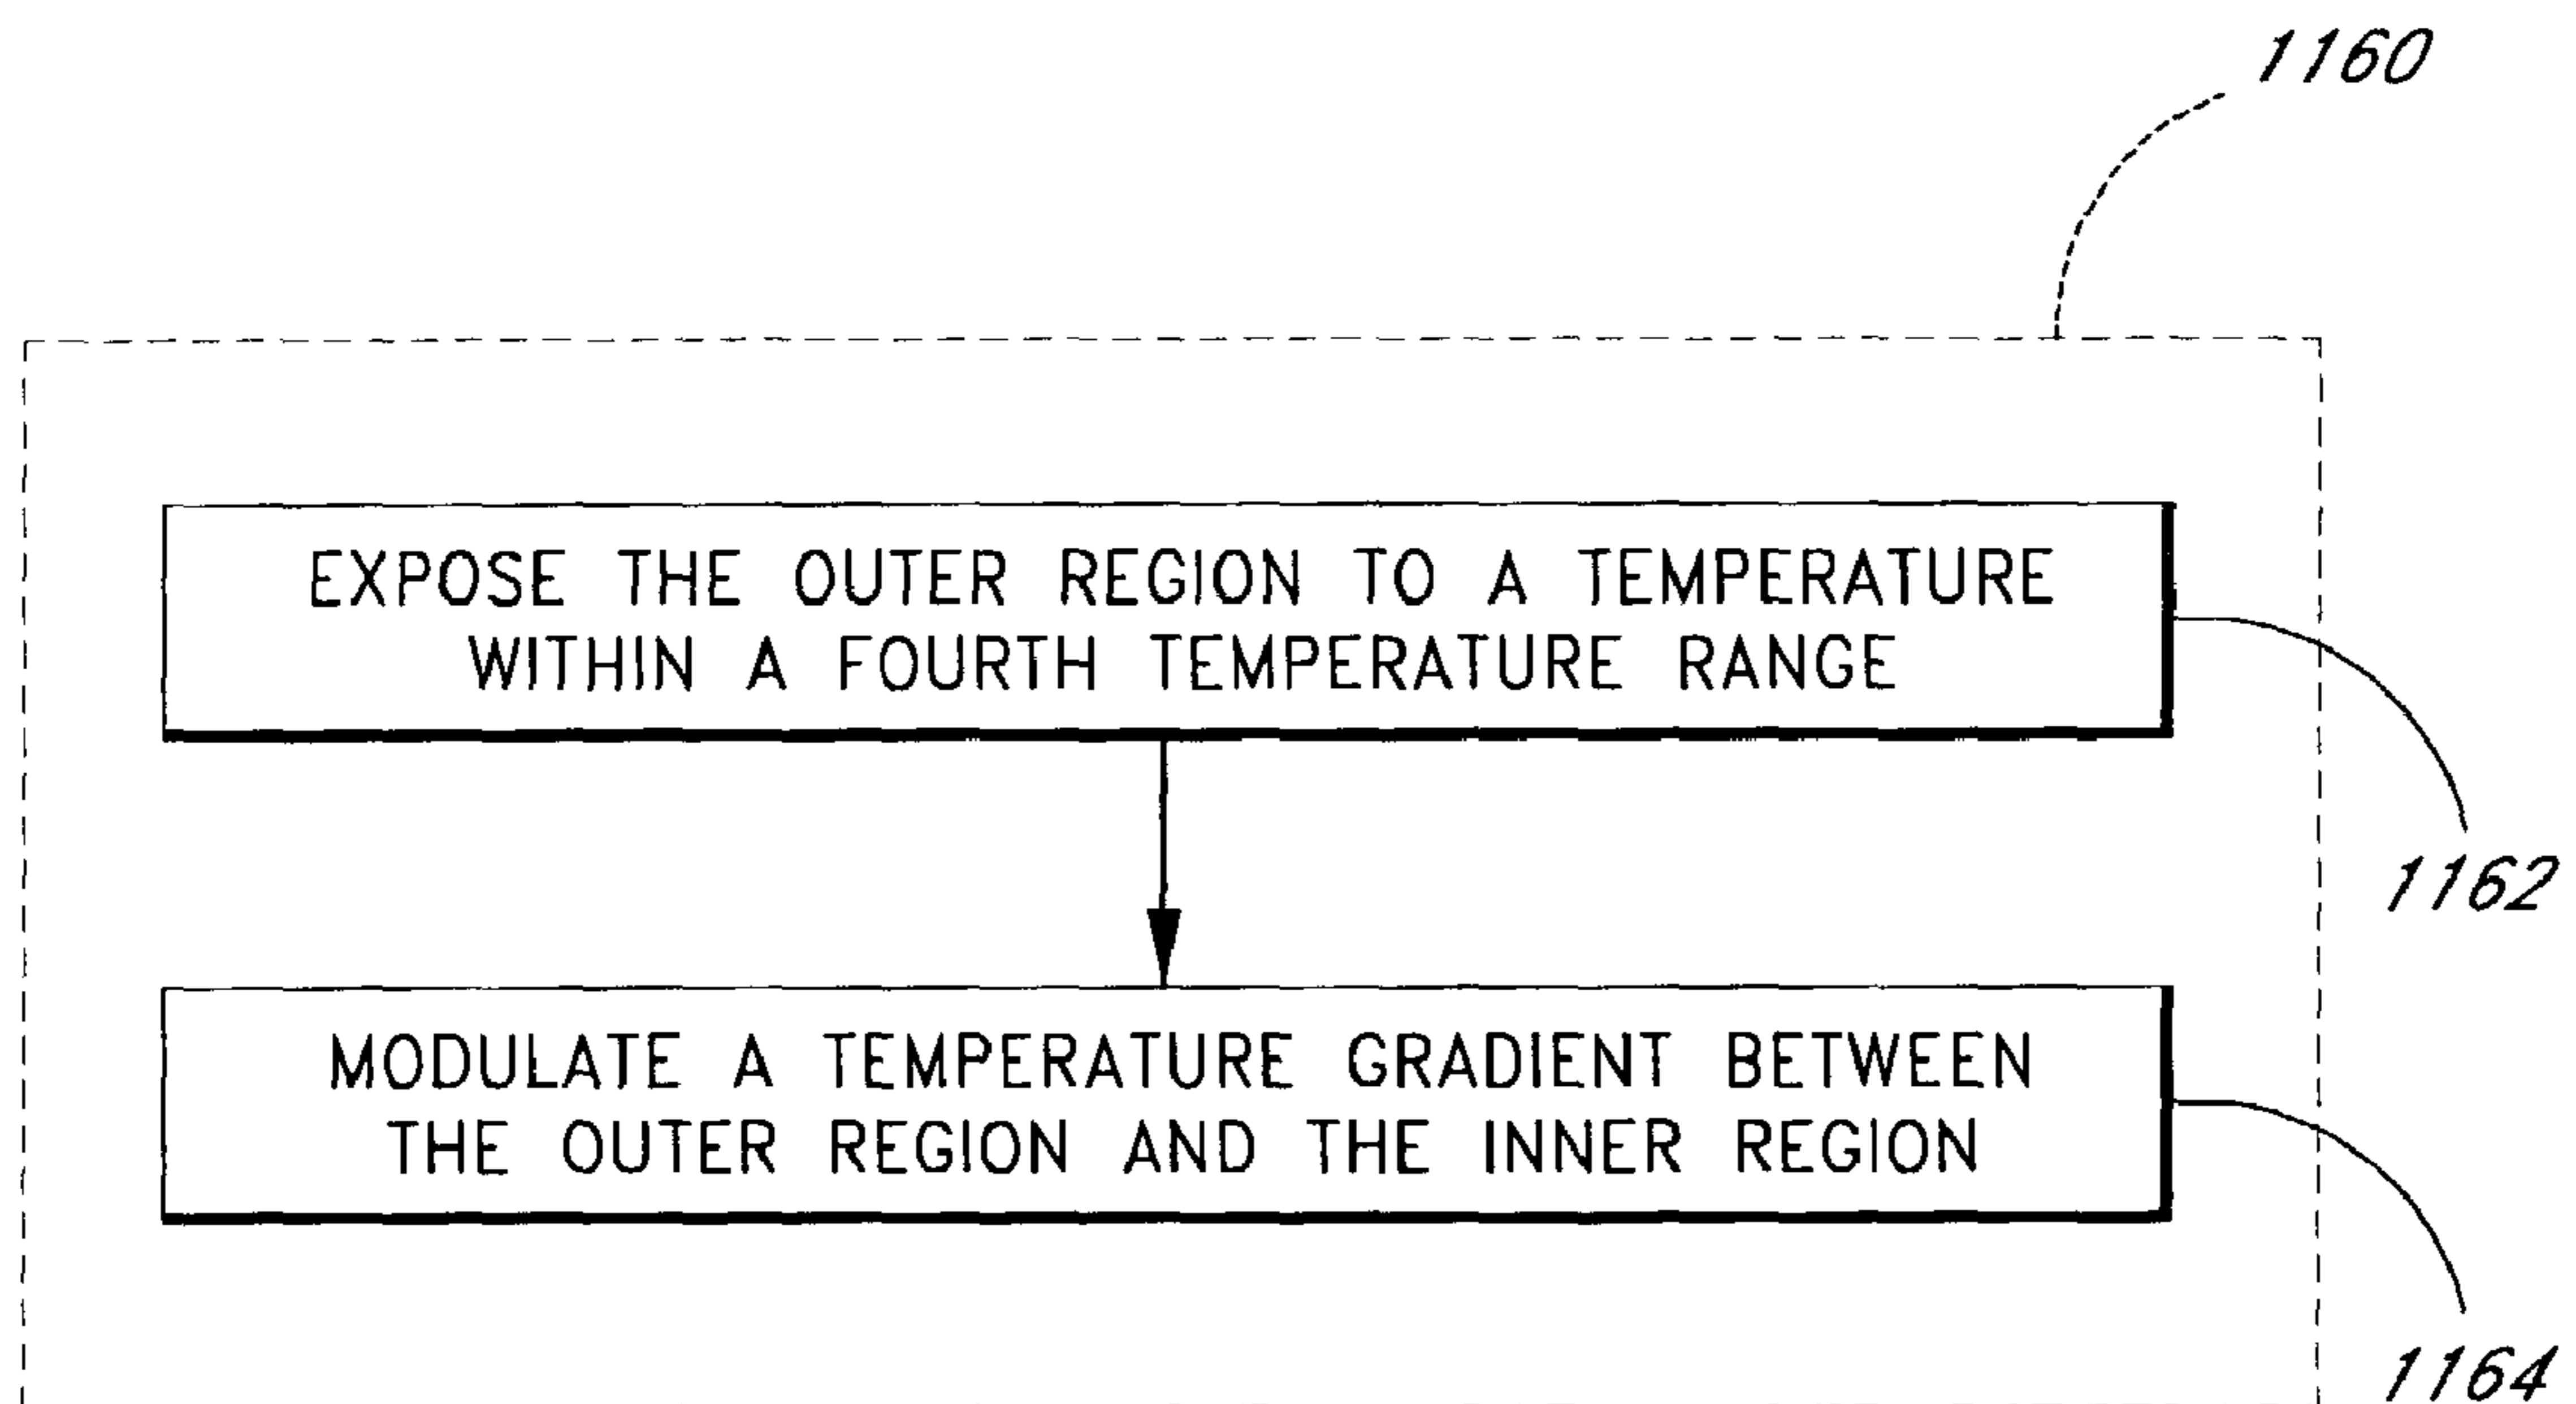 1160
EXPOSE THE OUTER REGION TO A TEMPERATURE
WITHIN A FOURTH TEMPERATURE RANGE
1162
MODULATE A TEMPERATURE GRADIENT BETWEEN
THE OUTER REGION AND THE INNER REGION
1164